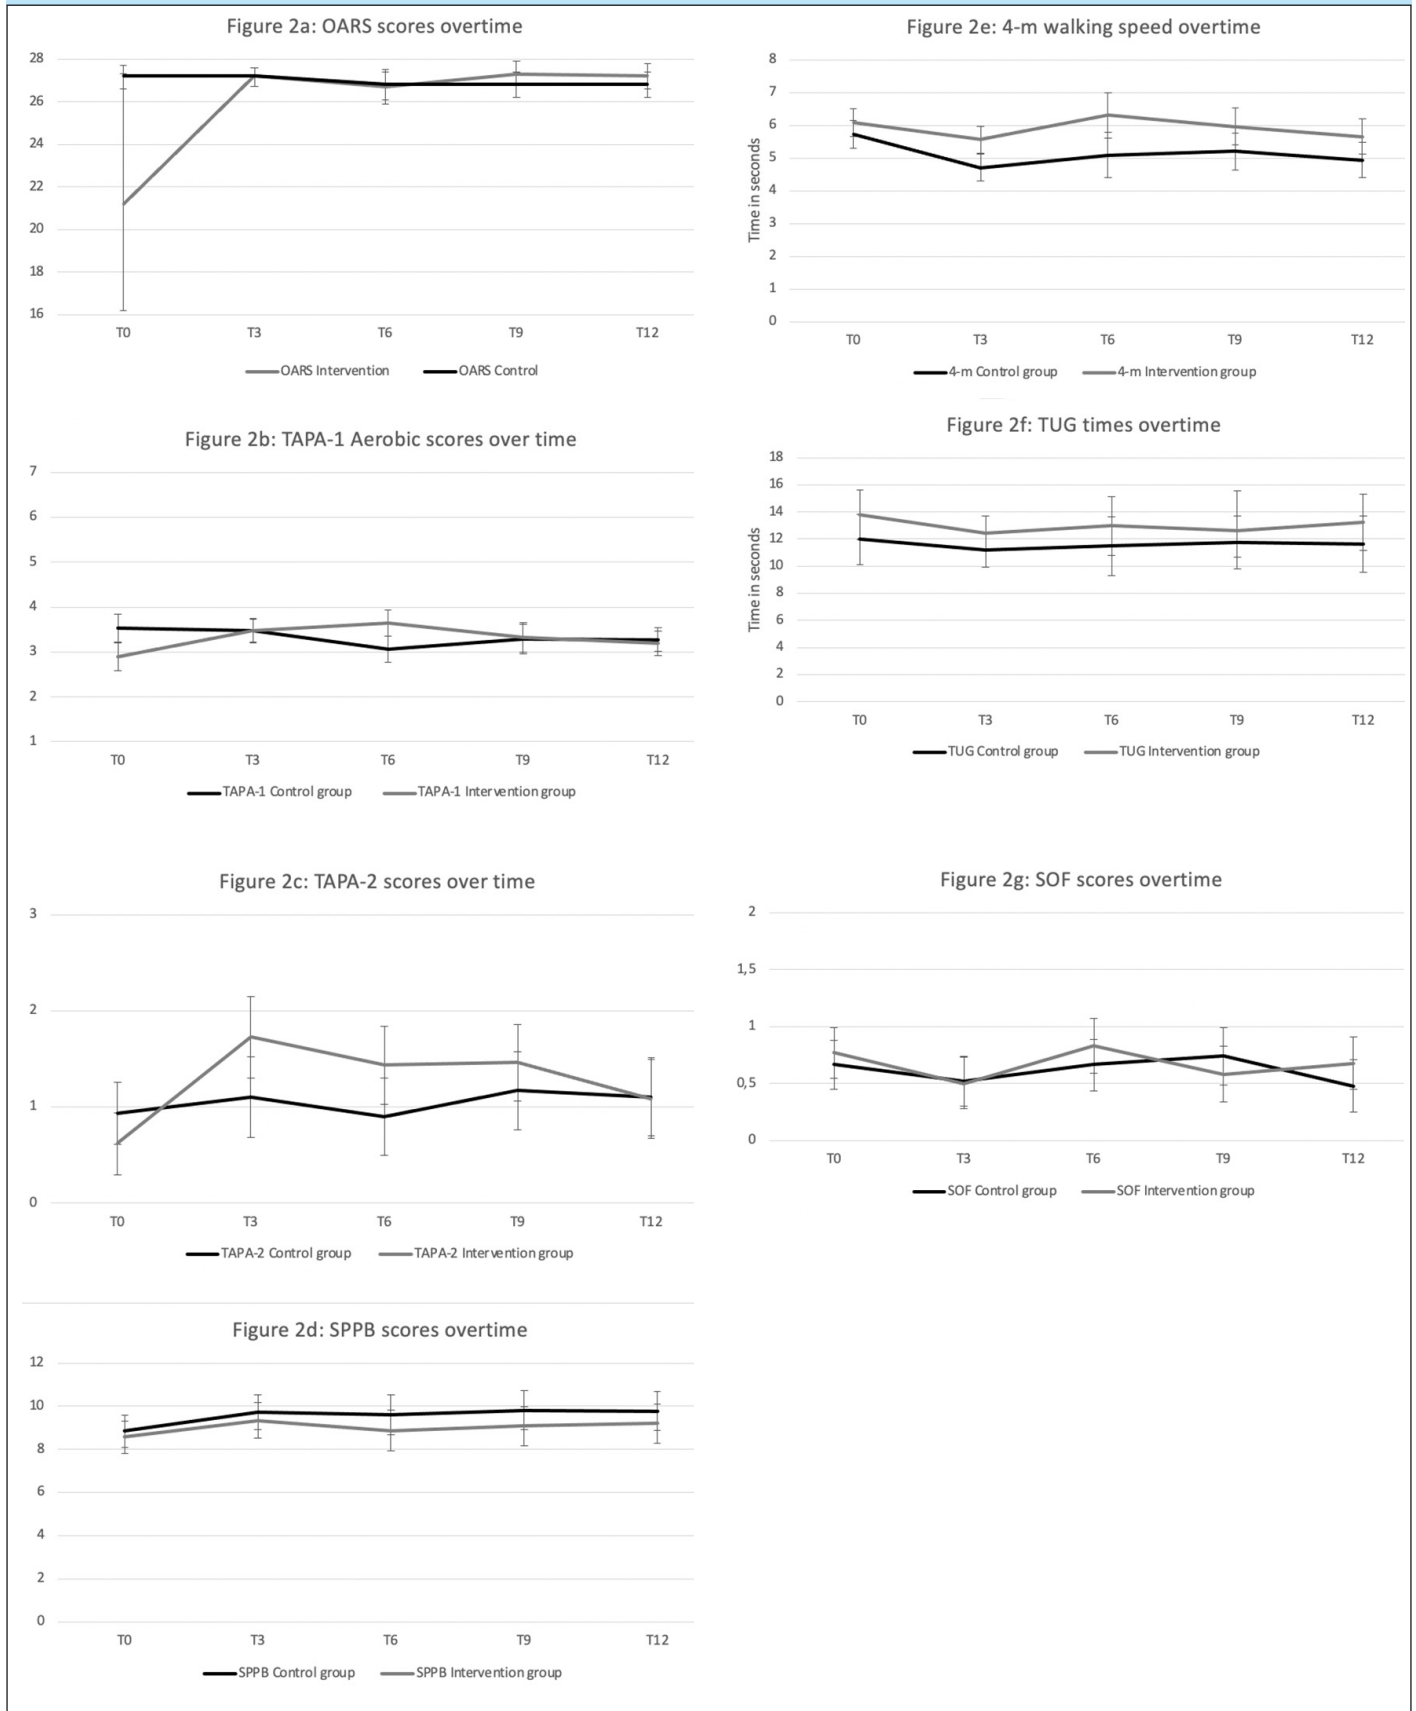 Figure 2a: OARS scores overtime
28
26
24
22
20
18
16
T0 T3 T6 T9 T12
OARS Intervention OARS Control
Figure 2b: TAPA-1 Aerobic scores over time
7
6
5
4
3
2
1
T0 T3 T6 T9 T12
TAPA-1 Control group TAPA-1 Intervention group
Figure 2c: TAPA-2 scores over time
3
2
1
0
T0 T3 T6 T9 T12
TAPA-2 Control group TAPA-2 Intervention group
Figure 2d: SPPB scores overtime
12
10
8
6
4
2
0
T0 T3 T6 T9 T12
SPPB Control group SPPB Intervention group
Figure 2e: 4-m walking speed overtime
Time in seconds
8
7
6
5
4
3
2
1
0
T0 T3 T6 T9 T12
4-m Control group 4-m Intervention group
Figure 2f: TUG times overtime
Time in seconds
18
16
14
12
10
8
6
4
2
0
T0 T3 T6 T9 T12
TUG Control group TUG Intervention group
Figure 2g: SOF scores overtime
2
1,5
1
0,5
0
T0 T3 T6 T9 T12
SOF Control group SOF Intervention group